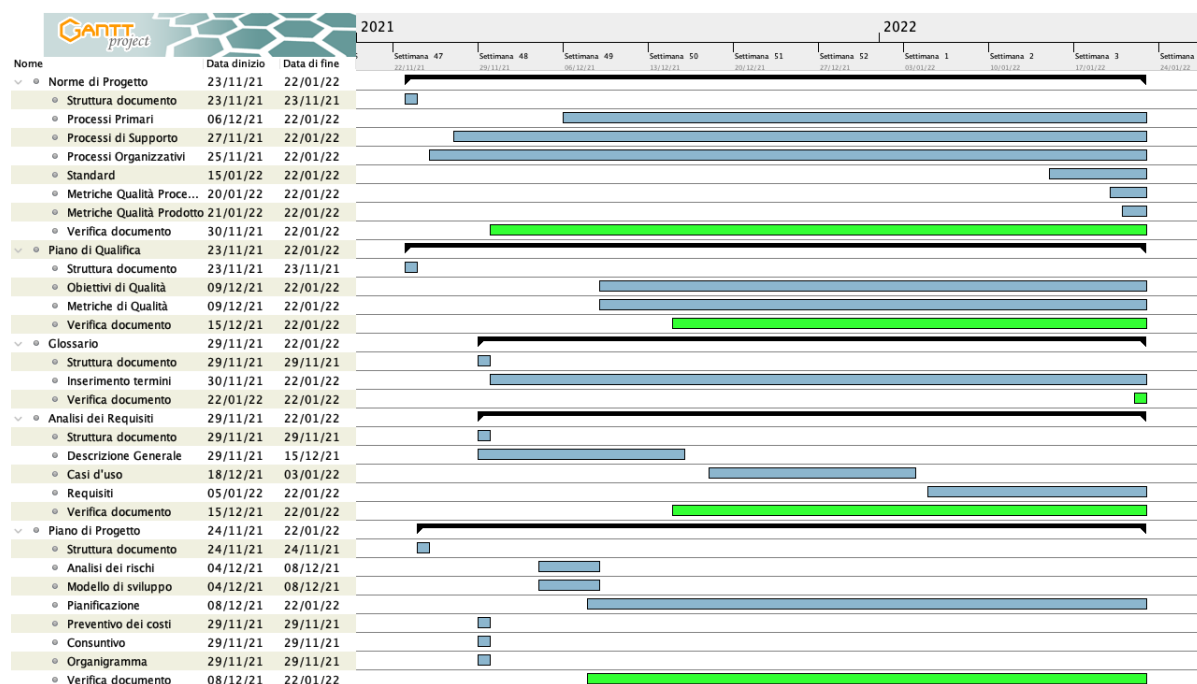 GANTT project
2021 2022
Settimana 47 Settimana 48 Settimana 49 Settimana 50 Settimana 51 Settimana 52 Settimana 1 Settimana 2 Settimana 3 Settimana
22/11/21 29/11/21 06/12/21 13/12/21 20/12/21 27/12/21 03/01/22 10/01/22 17/01/22 24/01/22
Nome Data dinizio Data di fine
Norme di Progetto 23/11/21 22/01/22
Struttura documento 23/11/21 23/11/21
Processi Primari 06/12/21 22/01/22
Processi di Supporto 27/11/21 22/01/22
Processi Organizzativi 25/11/21 22/01/22
Standard 15/01/22 22/01/22
Metriche Qualità Proce... 20/01/22 22/01/22
Metriche Qualità Prodotto 21/01/22 22/01/22
Verifica documento 30/11/21 22/01/22
Piano di Qualifica 23/11/21 22/01/22
Struttura documento 23/11/21 23/11/21
Obiettivi di Qualità 09/12/21 22/01/22
Metriche di Qualità 09/12/21 22/01/22
Verifica documento 15/12/21 22/01/22
Glossario 29/11/21 22/01/22
Struttura documento 29/11/21 29/11/21
Inserimento termini 30/11/21 22/01/22
Verifica documento 22/01/22 22/01/22
Analisi dei Requisiti 29/11/21 22/01/22
Struttura documento 29/11/21 29/11/21
Descrizione Generale 29/11/21 15/12/21
Casi d'uso 18/12/21 03/01/22
Requisiti 05/01/22 22/01/22
Verifica documento 15/12/21 22/01/22
Piano di Progetto 24/11/21 22/01/22
Struttura documento 24/11/21 24/11/21
Analisi dei rischi 04/12/21 08/12/21
Modello di sviluppo 04/12/21 08/12/21
Pianificazione 08/12/21 22/01/22
Preventivo dei costi 29/11/21 29/11/21
Consuntivo 29/11/21 29/11/21
Organigramma 29/11/21 29/11/21
Verifica documento 08/12/21 22/01/22